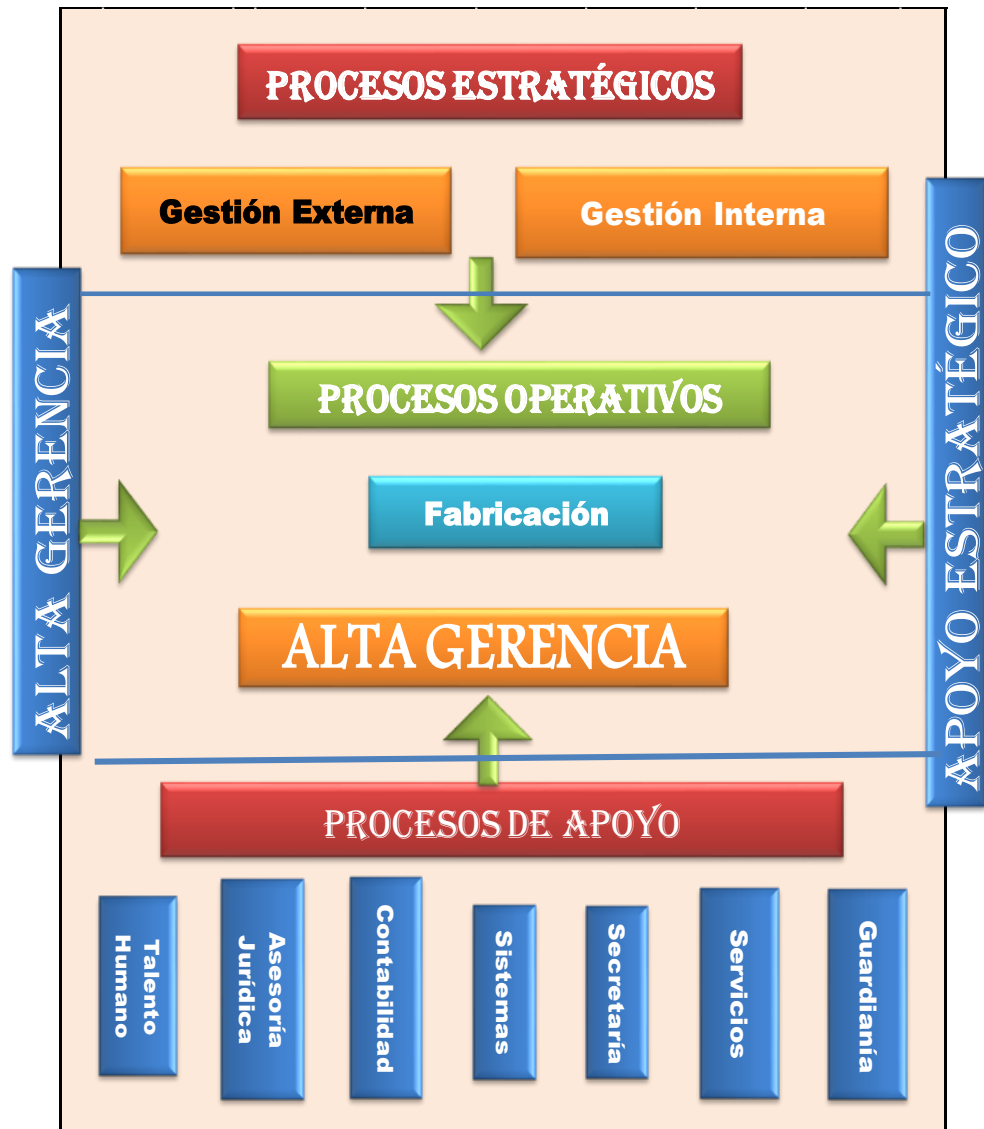 PROCESOS ESTRATÉGICOS
Gestión Externa
Gestión Interna
ALTA GERENCIA
APOYO ESTRATÉGICO
PROCESOS OPERATIVOS
Fabricación
ALTA GERENCIA
PROCESOS DE APOYO
Talento
Humano
Asesoría
Jurídica
Contabilidad
Sistemas
Secretaría
Servicios
Guardianía